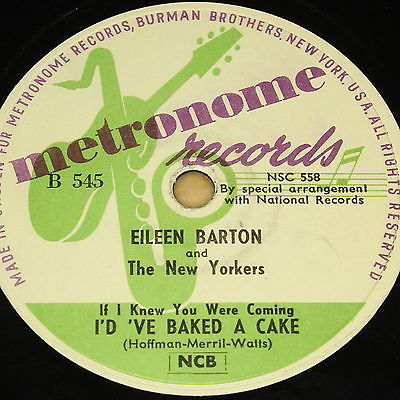 MADE IN SWEDEN FOR METRONOME RECORDS, BURMAN BROTHERS, NEW YORK, U.S.A. ALL RIGHTS RESERVED
metronome
records
B 545
NSC 558
By special arrangement
with National Records
EILEEN BARTON
and
The New Yorkers
If I Knew You Were Coming
I'D 'VE BAKED A CAKE
(Hoffman-Merril-Watts)
NCB